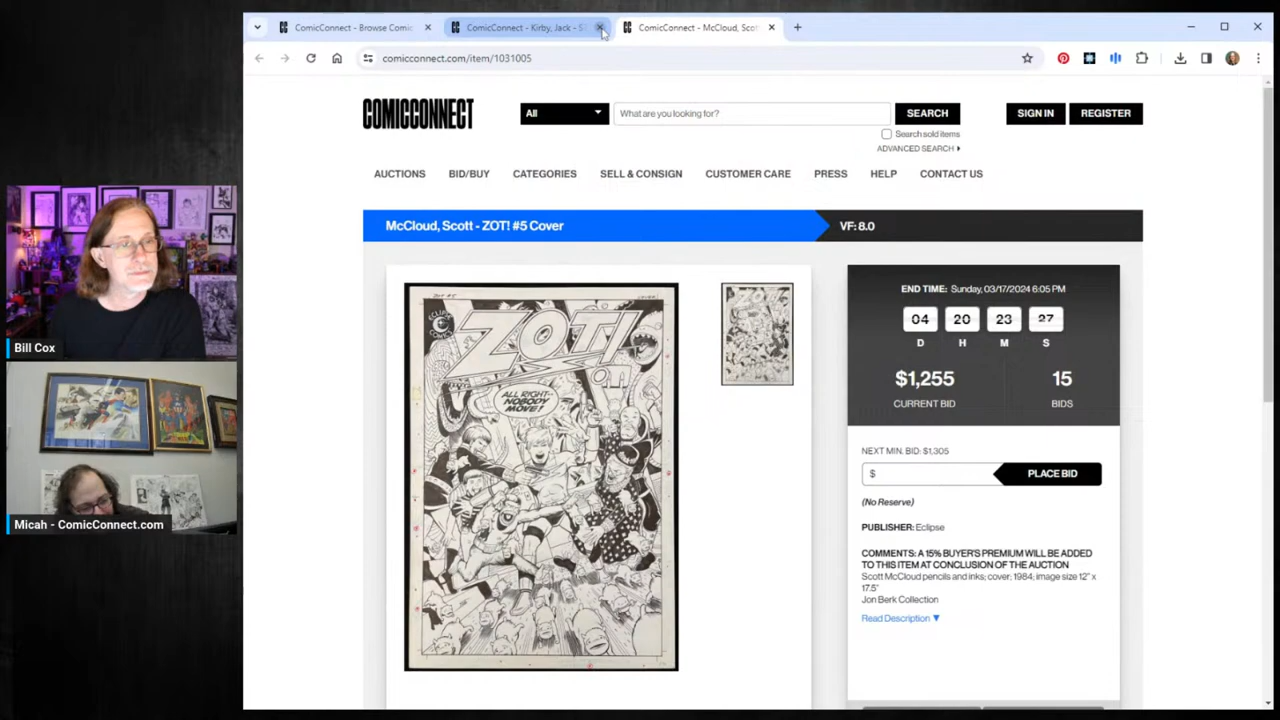 ComicConnect - Browse Comic
ComicConnect - Kirby, Jack - S
ComicConnect - McCloud, Scot
comicconnect.com/item/1031005
COMICCONNECT
All
What are you looking for?
SEARCH
SIGN IN
REGISTER
Search sold items
ADVANCED SEARCH
AUCTIONS
BID/BUY
CATEGORIES
SELL & CONSIGN
CUSTOMER CARE
PRESS
HELP
CONTACT US
McCloud, Scott - ZOT! #5 Cover
VF: 8.0
END TIME: Sunday, 03/17/2024 6:05 PM
04 20 23 27
D H M S
$1,255
15
CURRENT BID
BIDS
NEXT MIN. BID: $1,305
$
PLACE BID
(No Reserve)
PUBLISHER: Eclipse
COMMENTS: A 15% BUYER'S PREMIUM WILL BE ADDED
TO THIS ITEM AT CONCLUSION OF THE AUCTION
Scott McCloud pencils and inks; cover; 1984; image size 12" x
17.5"
Jon Berk Collection
Read Description ▼
ZOT #5
ZOT!
ALL RIGHT--
NOBODY
MOVE!
Bill Cox
Micah - ComicConnect.com